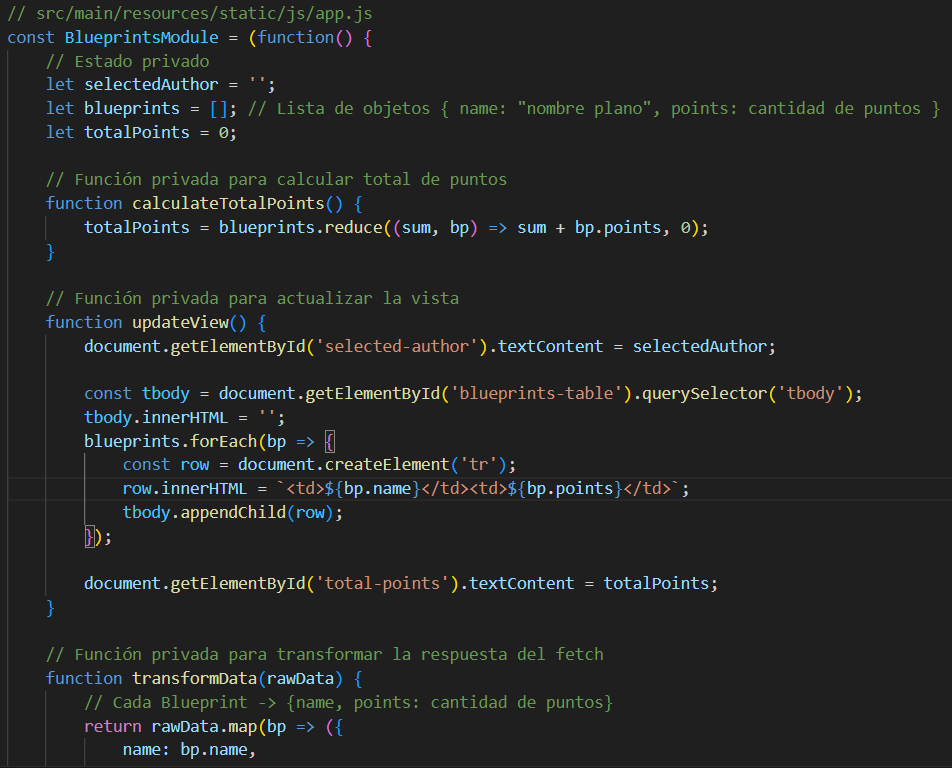 // src/main/resources/static/js/app.js
const BlueprintsModule = (function() {
    // Estado privado
    let selectedAuthor = '';
    let blueprints = []; // Lista de objetos { name: "nombre plano", points: cantidad de puntos }
    let totalPoints = 0;

    // Función privada para calcular total de puntos
    function calculateTotalPoints() {
        totalPoints = blueprints.reduce((sum, bp) => sum + bp.points, 0);
    }

    // Función privada para actualizar la vista
    function updateView() {
        document.getElementById('selected-author').textContent = selectedAuthor;

        const tbody = document.getElementById('blueprints-table').querySelector('tbody');
        tbody.innerHTML = '';
        blueprints.forEach(bp => {
            const row = document.createElement('tr');
            row.innerHTML = `<td>${bp.name}</td><td>${bp.points}</td>`;
            tbody.appendChild(row);
        });

        document.getElementById('total-points').textContent = totalPoints;
    }

    // Función privada para transformar la respuesta del fetch
    function transformData(rawData) {
        // Cada Blueprint -> {name, points: cantidad de puntos}
        return rawData.map(bp => ({
            name: bp.name,